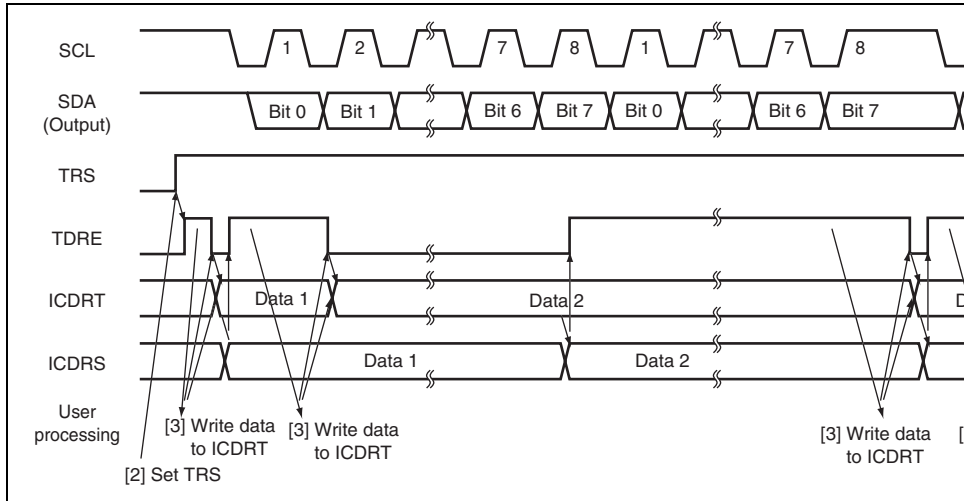 SCL 1 2 7 8 1 7 8
SDA
(Output)
Bit 0 Bit 1 Bit 6 Bit 7 Bit 0 Bit 6 Bit 7
TRS
TDRE
ICDRT Data 1 Data 2 D
ICDRS Data 1 Data 2
User
processing
[3] Write data
to ICDRT
[3] Write data
to ICDRT
[3] Write data
to ICDRT
[
[2] Set TRS